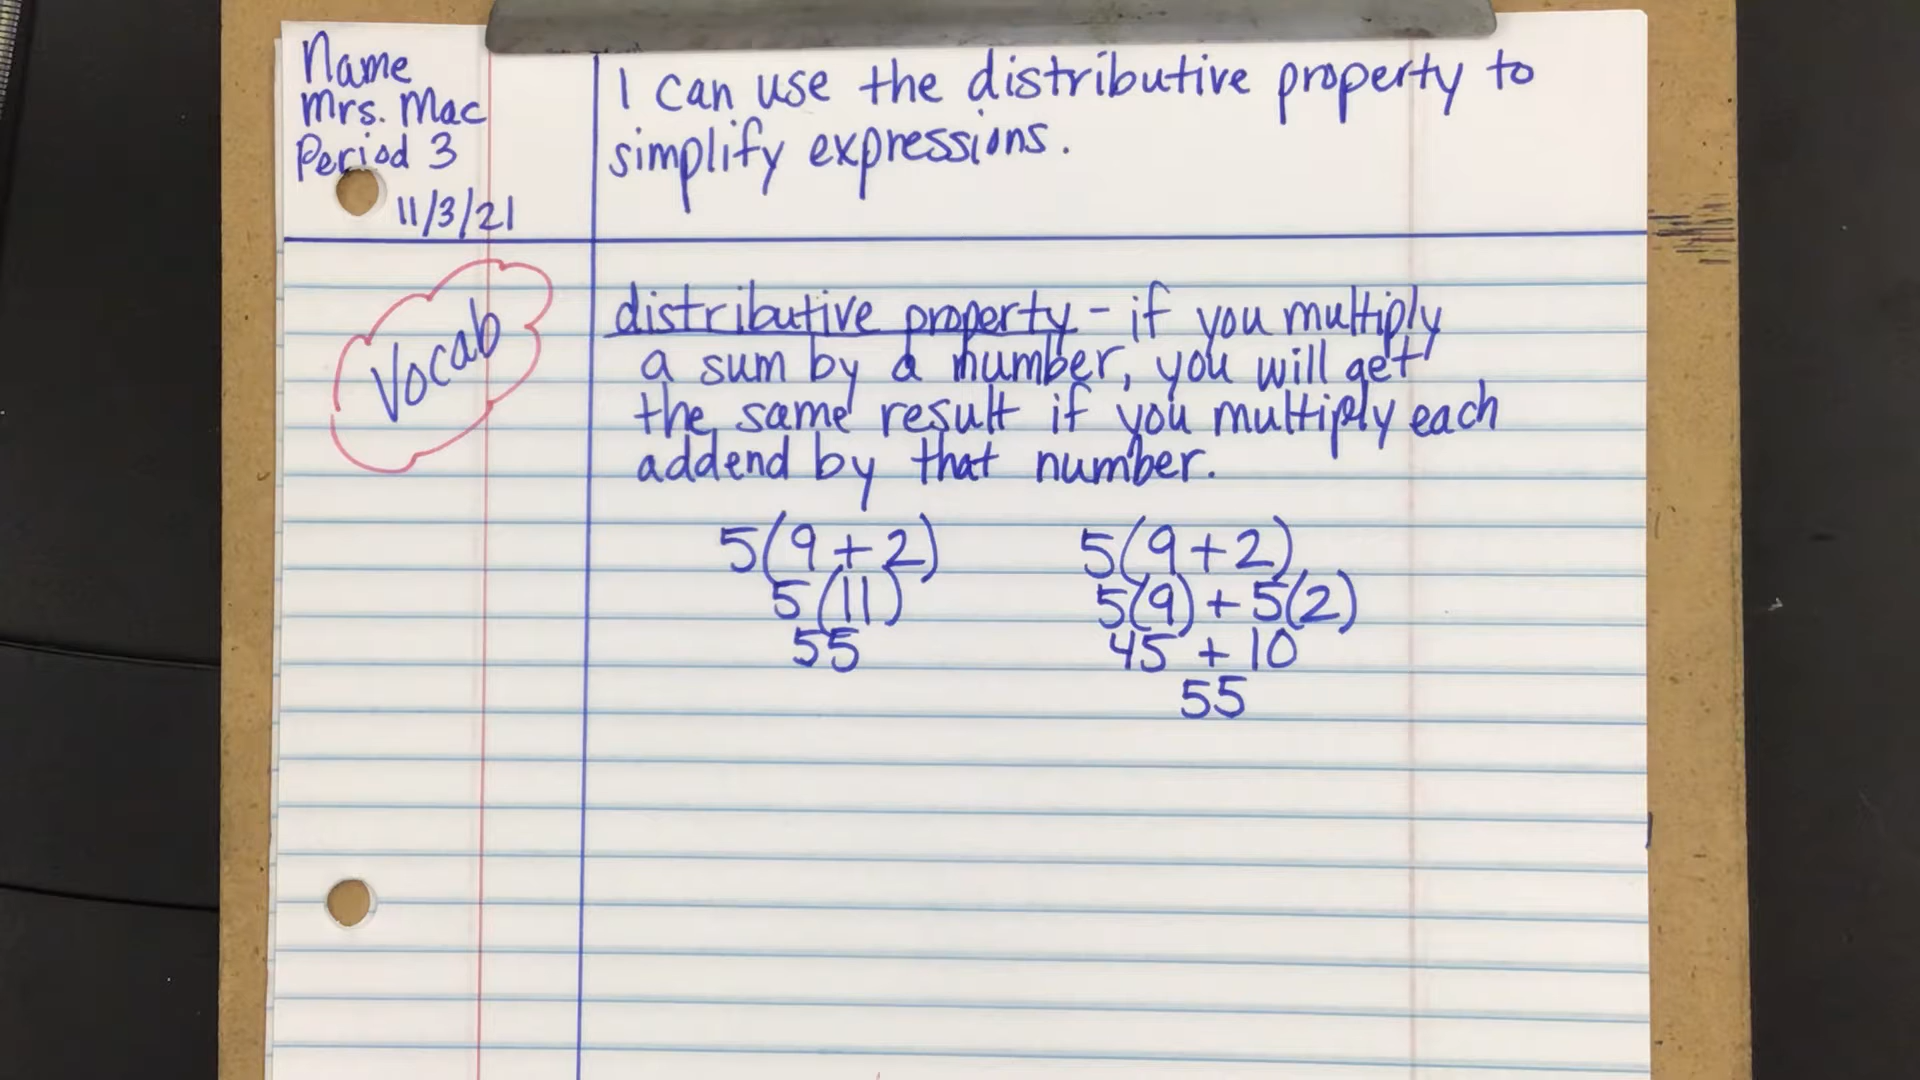 Name
Mrs. Mac
Period 3
11/3/21
I can use the distributive property to
simplify expressions.
Vocab
distributive property - if you multiply
a sum by a number, you will get
the same result if you multiply each
addend by that number.
5(9+2)
5(11)
55
5(9+2)
5(9) + 5(2)
45 + 10
55